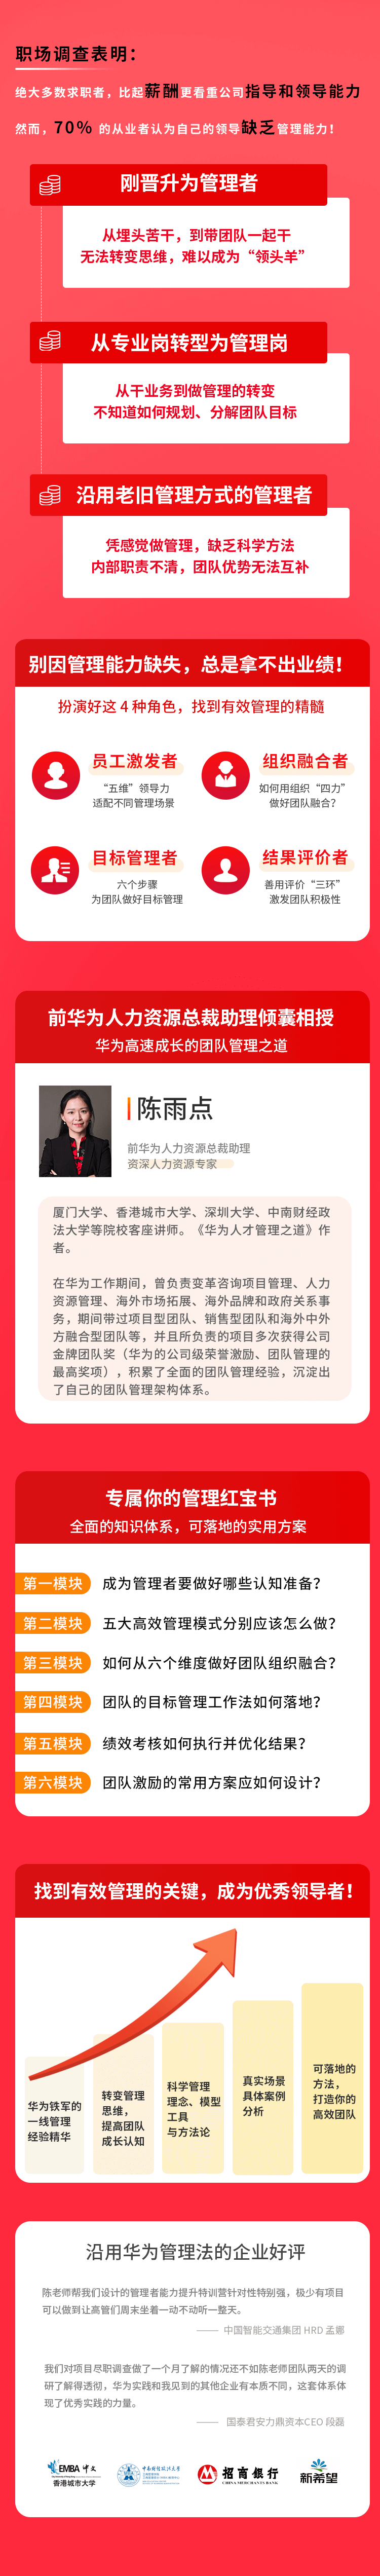 职场调查表明：
绝大多数求职者，比起薪酬更看重公司指导和领导能力
然而，70% 的从业者认为自己的领导缺乏管理能力！
刚晋升为管理者
从埋头苦干，到带团队一起干
无法转变思维，难以成为“领头羊”
从专业岗转型为管理岗
从干业务到做管理的转变
不知道如何规划、分解团队目标
沿用老旧管理方式的管理者
凭感觉做管理，缺乏科学方法
内部职责不清，团队优势无法互补
别因管理能力缺失，总是拿不出业绩！
扮演好这 4 种角色，找到有效管理的精髓
员工激发者
“五维”领导力
适配不同管理场景
组织融合者
如何用组织“四力”
做好团队融合？
目标管理者
六个步骤
为团队做好目标管理
结果评价者
善用评价“三环”
激发团队积极性
前华为人力资源总裁助理倾囊相授
华为高速成长的团队管理之道
陈雨点
前华为人力资源总裁助理
资深人力资源专家
厦门大学、香港城市大学、深圳大学、中南财经政
法大学等院校客座讲师。《华为人才管理之道》作
者。
在华为工作期间，曾负责变革咨询项目管理、人力
资源管理、海外市场拓展、海外品牌和政府关系事
务，期间带过项目型团队、销售型团队和海外中外
方融合型团队等，并且所负责的项目多次获得公司
金牌团队奖（华为的公司级荣誉激励、团队管理的
最高奖项），积累了全面的团队管理经验，沉淀出
了自己的团队管理架构体系。
专属你的管理红宝书
全面的知识体系，可落地的实用方案
第一模块 成为管理者要做好哪些认知准备？
第二模块 五大高效管理模式分别应该怎么做？
第三模块 如何从六个维度做好团队组织融合？
第四模块 团队的目标管理工作法如何落地？
第五模块 绩效考核如何执行并优化结果？
第六模块 团队激励的常用方案应如何设计？
找到有效管理的关键，成为优秀领导者！
华为铁军的
一线管理
经验精华
转变管理
思维，
提高团队
成长认知
科学管理
理念、模型
工具
与方法论
真实场景
具体案例
分析
可落地的
方法，
打造你的
高效团队
沿用华为管理法的企业好评
陈老师帮我们设计的管理者能力提升特训营针对性特别强，极少有项目
可以做到让高管们周末坐着一动不动听一整天。
—— 中国智能交通集团 HRD 孟娜
我们对项目尽职调查做了一个月了解的情况还不如陈老师团队两天的调
研了解得透彻，华为实践和我见到的其他企业有本质不同，这套体系体
现了优秀实践的力量。
—— 国泰君安力鼎资本CEO 段磊
EMBA 中文
香港城市大学
中南财经政法大学
招商银行
CHINA MERCHANTS BANK
新希望